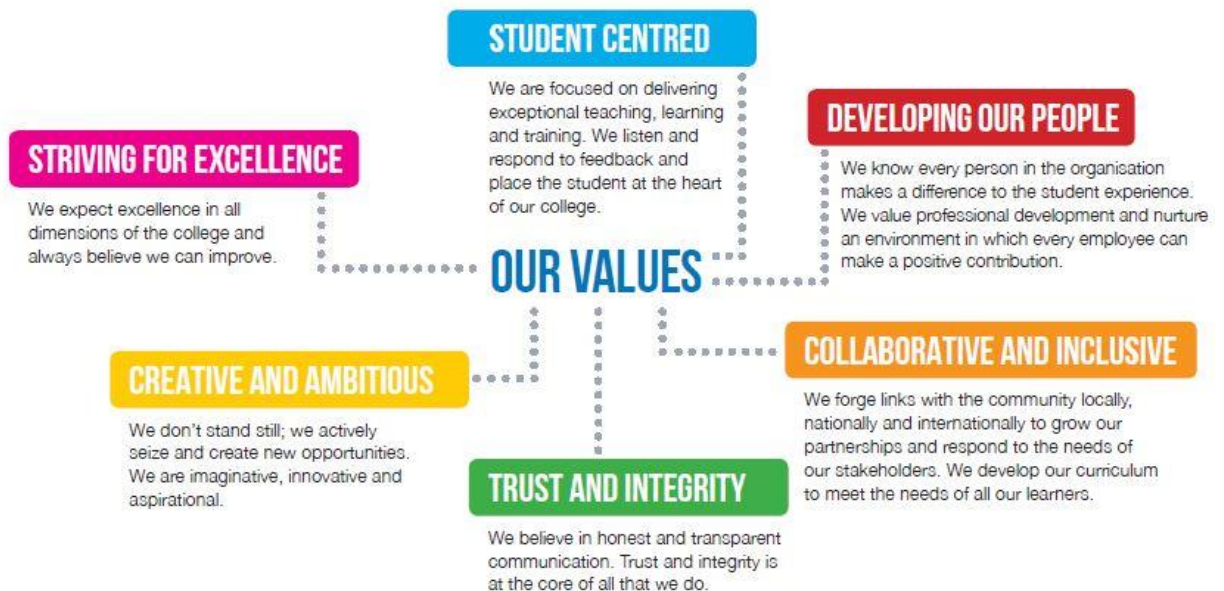 STUDENT CENTRED
We are focused on delivering
exceptional teaching, learning
and training. We listen and
respond to feedback and
place the student at the heart
of our college.
DEVELOPING OUR PEOPLE
We know every person in the organisation
makes a difference to the student experience.
We value professional development and nurture
an environment in which every employee can
make a positive contribution.
STRIVING FOR EXCELLENCE
We expect excellence in all
dimensions of the college and
always believe we can improve.
OUR VALUES
CREATIVE AND AMBITIOUS
We don't stand still; we actively
seize and create new opportunities.
We are imaginative, innovative and
aspirational.
COLLABORATIVE AND INCLUSIVE
We forge links with the community locally,
nationally and internationally to grow our
partnerships and respond to the needs of
our stakeholders. We develop our curriculum
to meet the needs of all our learners.
TRUST AND INTEGRITY
We believe in honest and transparent
communication. Trust and integrity is
at the core of all that we do.